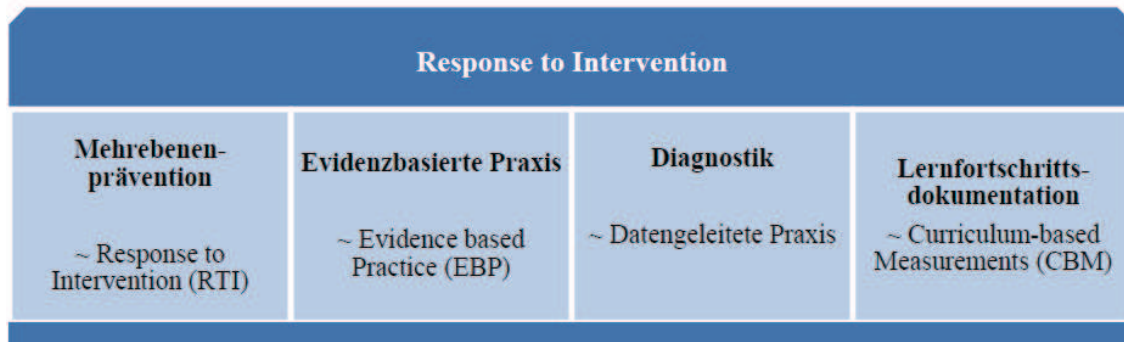 Response to Intervention
Mehrebenen-
prävention
~ Response to
Intervention (RTI)
Evidenzbasierte Praxis
~ Evidence based
Practice (EBP)
Diagnostik
~ Datengeleitete Praxis
Lernfortschritts-
dokumentation
~ Curriculum-based
Measurements (CBM)